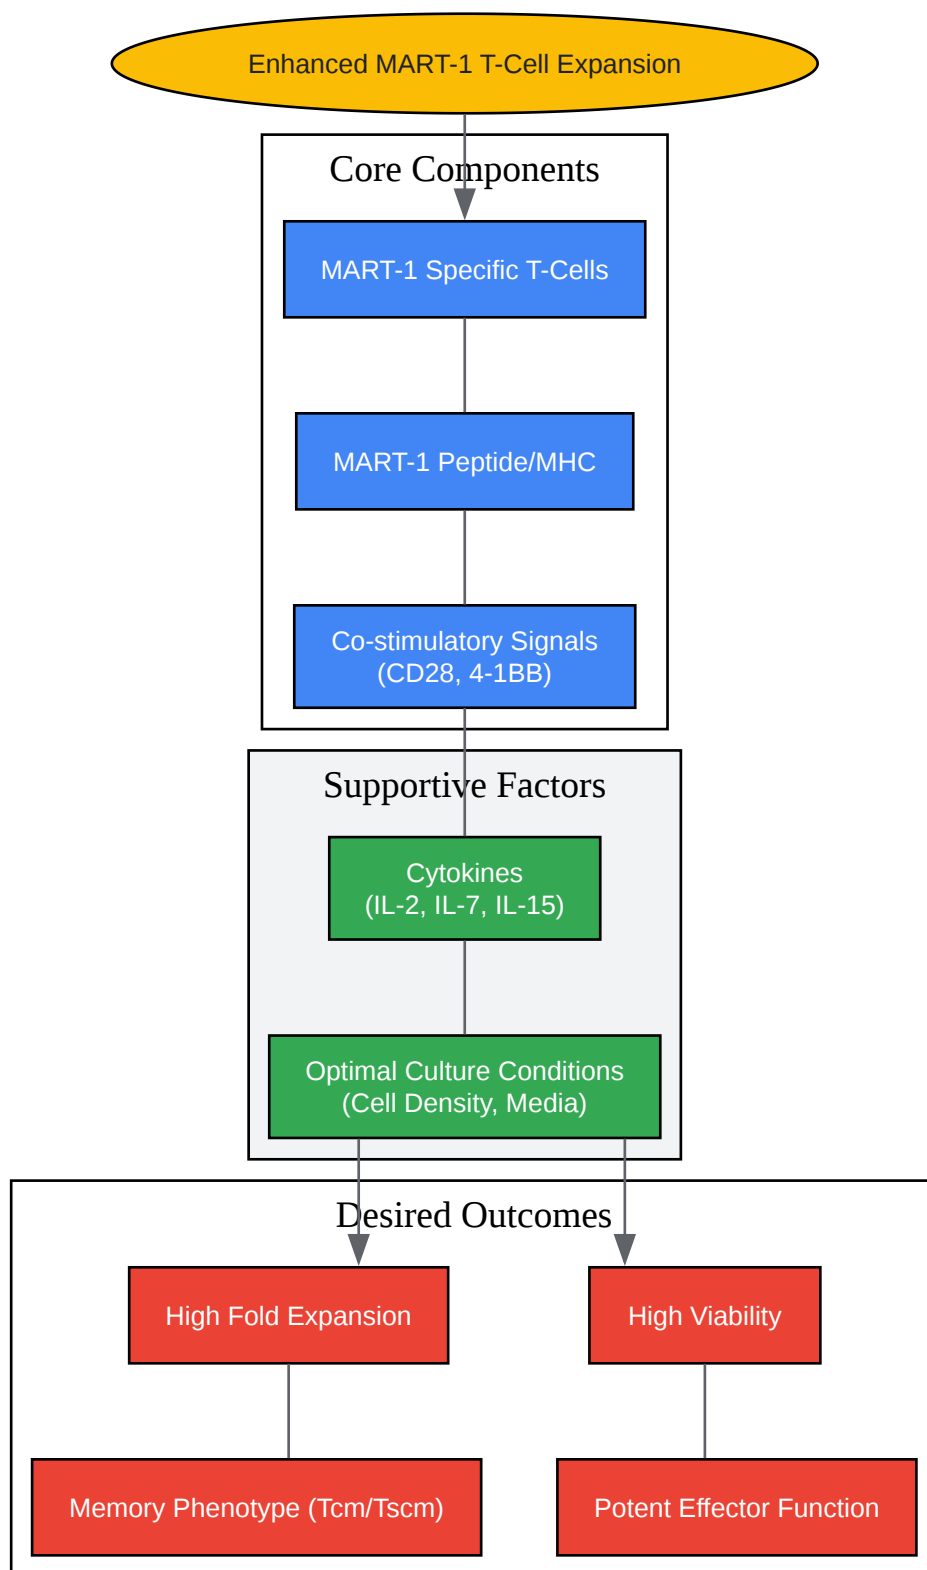 Enhanced MART-1 T-Cell Expansion
Core Components
MART-1 Specific T-Cells
MART-1 Peptide/MHC
Co-stimulatory Signals
(CD28, 4-1BB)
Supportive Factors
Cytokines
(IL-2, IL-7, IL-15)
Optimal Culture Conditions
(Cell Density, Media)
Desired Outcomes
High Fold Expansion
High Viability
Memory Phenotype (Tcm/Tscm)
Potent Effector Function